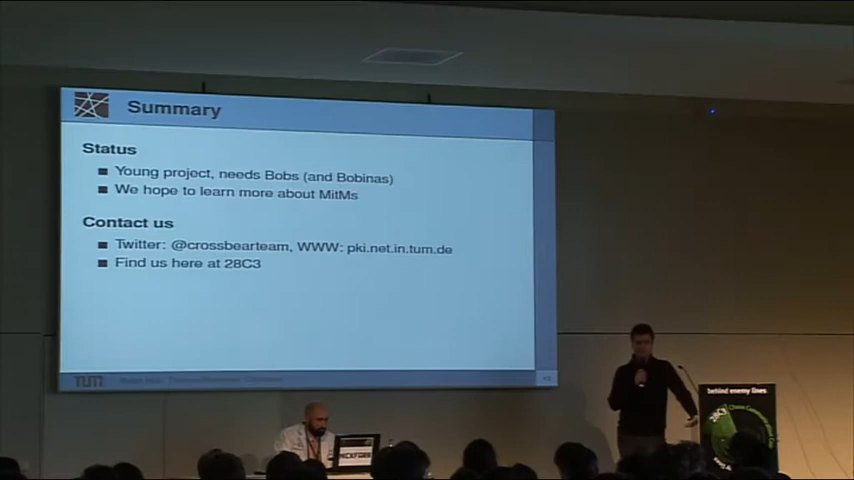 Summary
Status
Young project, needs Bobs (and Bobinas)
We hope to learn more about MitMs
Contact us
Twitter: @crossbearteam, WWW: pki.net.in.tum.de
Find us here at 28C3
TUM
behind enemy lines